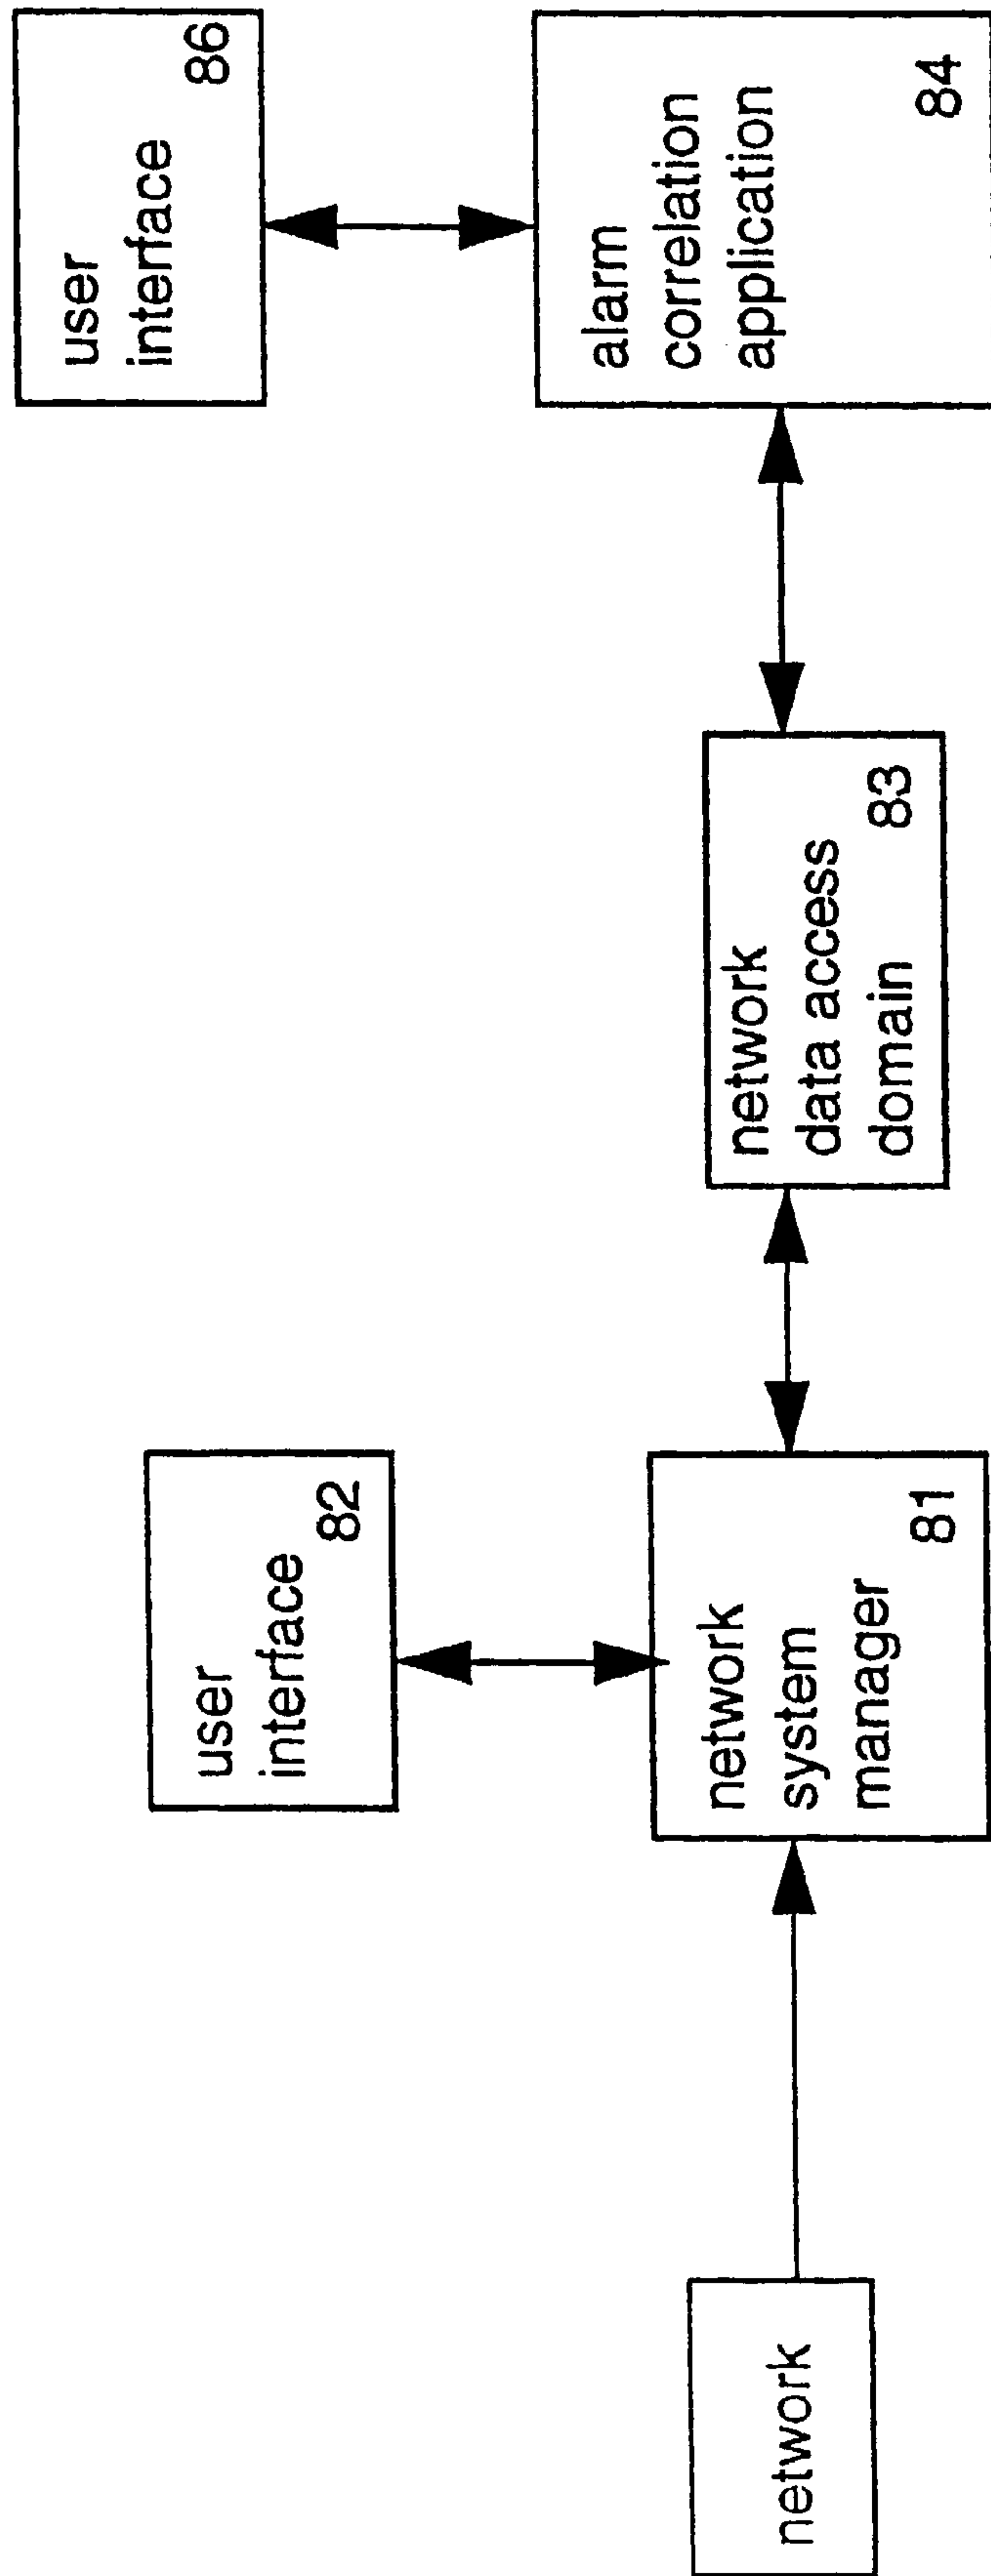 user
interface
86
user
interface
82
alarm
correlation
application
84
network
data access
domain 83
network
system
manager
81
network